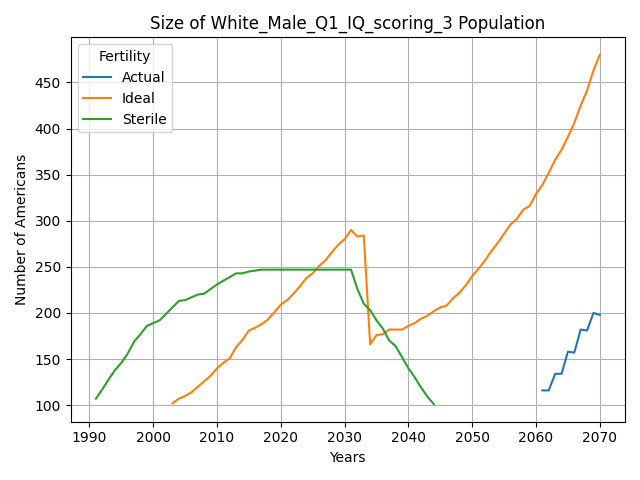 Size of White_Male_Q1_IQ_scoring_3 Population
Fertility
Actual
Ideal
Sterile
Number of Americans
450
400
350
300
250
200
150
100
1990 2000 2010 2020 2030 2040 2050 2060 2070
Years